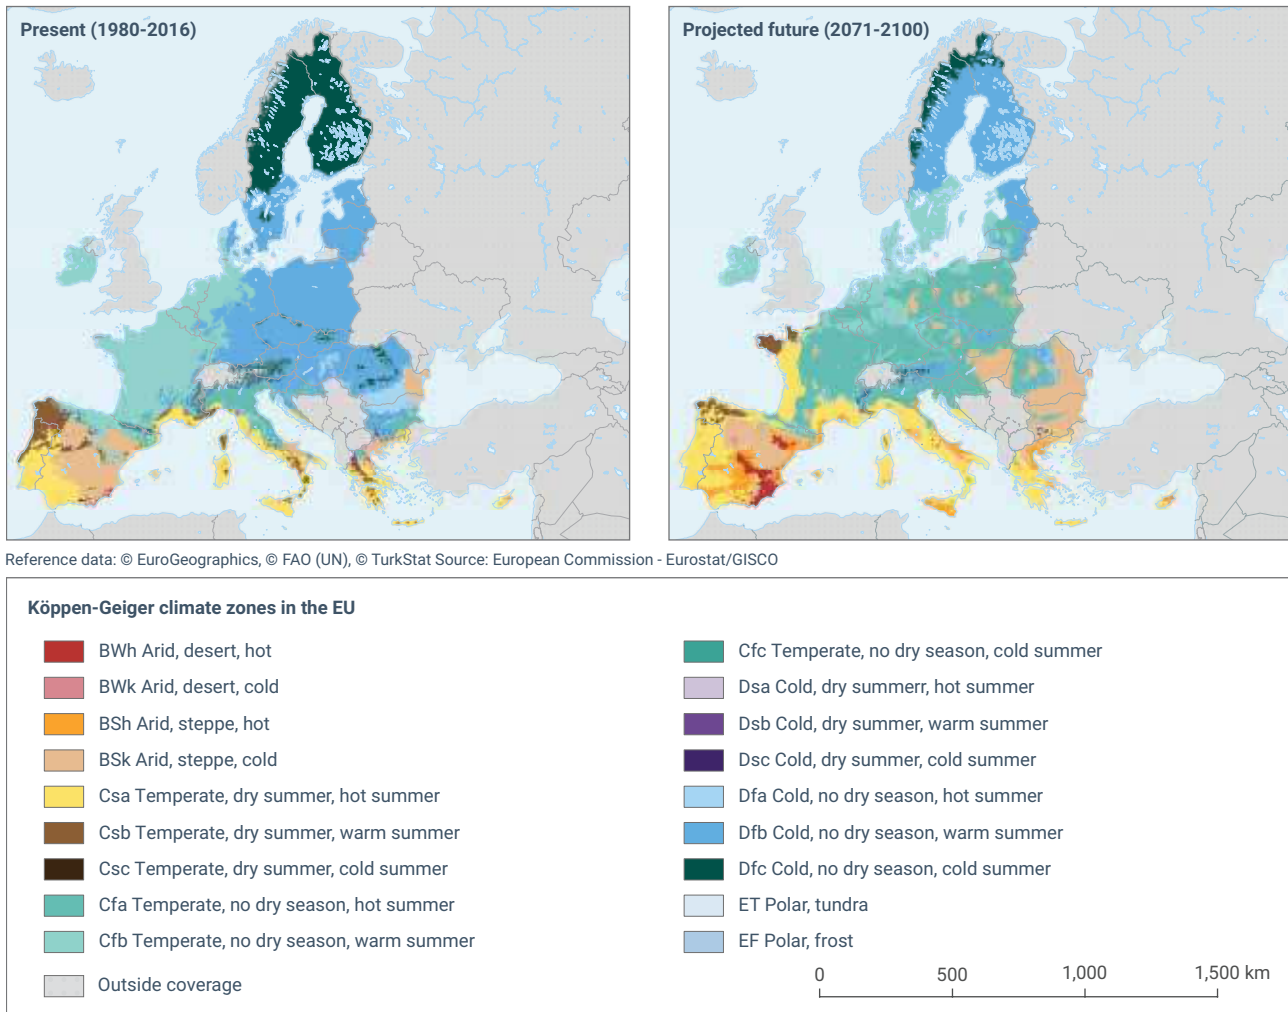 Present (1980-2016)
Projected future (2071-2100)
Reference data: © EuroGeographics, © FAO (UN), © TurkStat Source: European Commission - Eurostat/GISCO
Köppen-Geiger climate zones in the EU
BWh Arid, desert, hot
BWk Arid, desert, cold
BSh Arid, steppe, hot
BSk Arid, steppe, cold
Csa Temperate, dry summer, hot summer
Csb Temperate, dry summer, warm summer
Csc Temperate, dry summer, cold summer
Cfa Temperate, no dry season, hot summer
Cfb Temperate, no dry season, warm summer
Outside coverage
Cfc Temperate, no dry season, cold summer
Dsa Cold, dry summerr, hot summer
Dsb Cold, dry summer, warm summer
Dsc Cold, dry summer, cold summer
Dfa Cold, no dry season, hot summer
Dfb Cold, no dry season, warm summer
Dfc Cold, no dry season, cold summer
ET Polar, tundra
EF Polar, frost
0 500 1,000 1,500 km